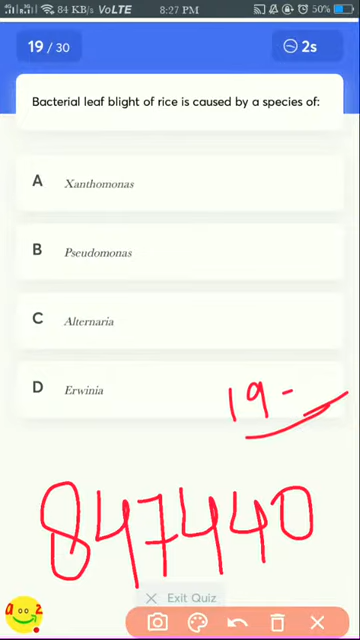 84 KB/s VoLTE 8:27 PM 50%
19 / 30 2s
Bacterial leaf blight of rice is caused by a species of:
A Xanthomonas
B Pseudomonas
C Alternaria
D Erwinia
19 -
847440
a z
× Exit Quiz